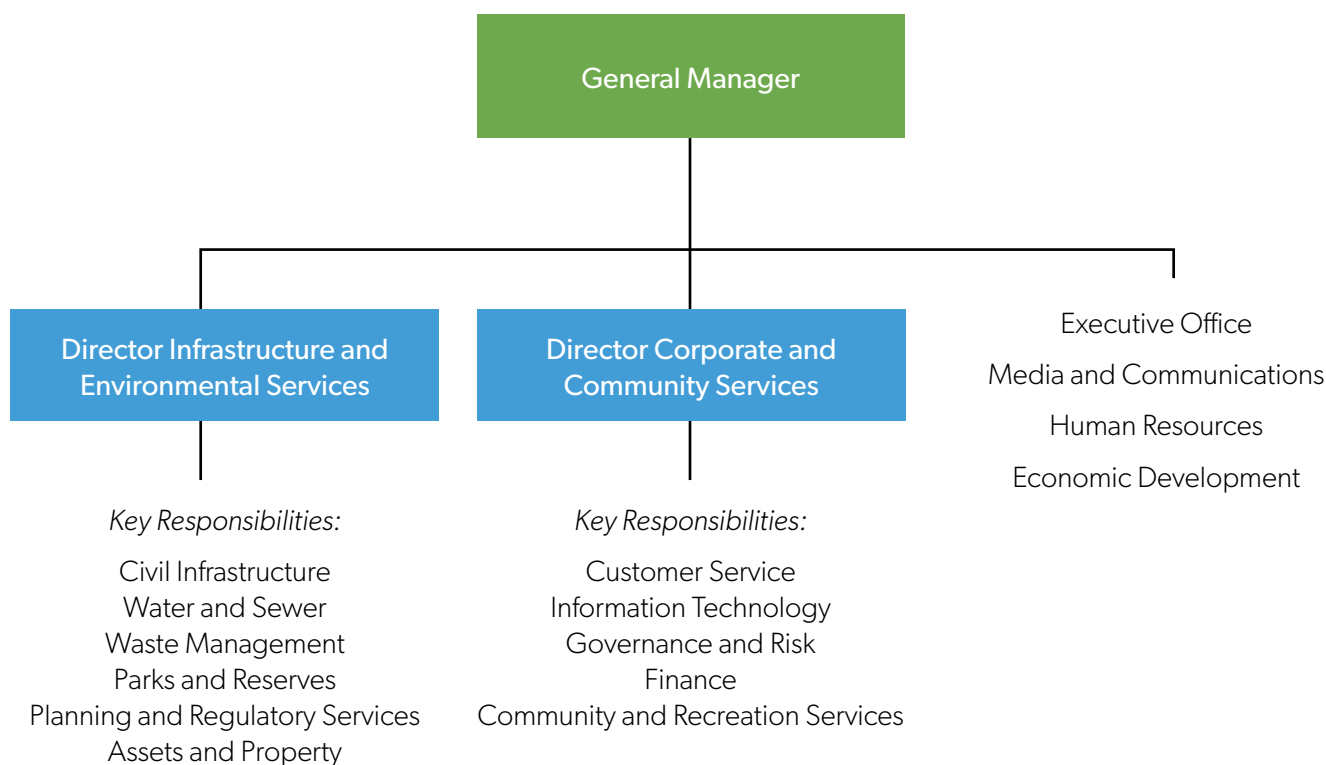 General Manager
Director Infrastructure and
Environmental Services
Key Responsibilities:
Civil Infrastructure
Water and Sewer
Waste Management
Parks and Reserves
Planning and Regulatory Services
Assets and Property
Director Corporate and
Community Services
Key Responsibilities:
Customer Service
Information Technology
Governance and Risk
Finance
Community and Recreation Services
Executive Office
Media and Communications
Human Resources
Economic Development